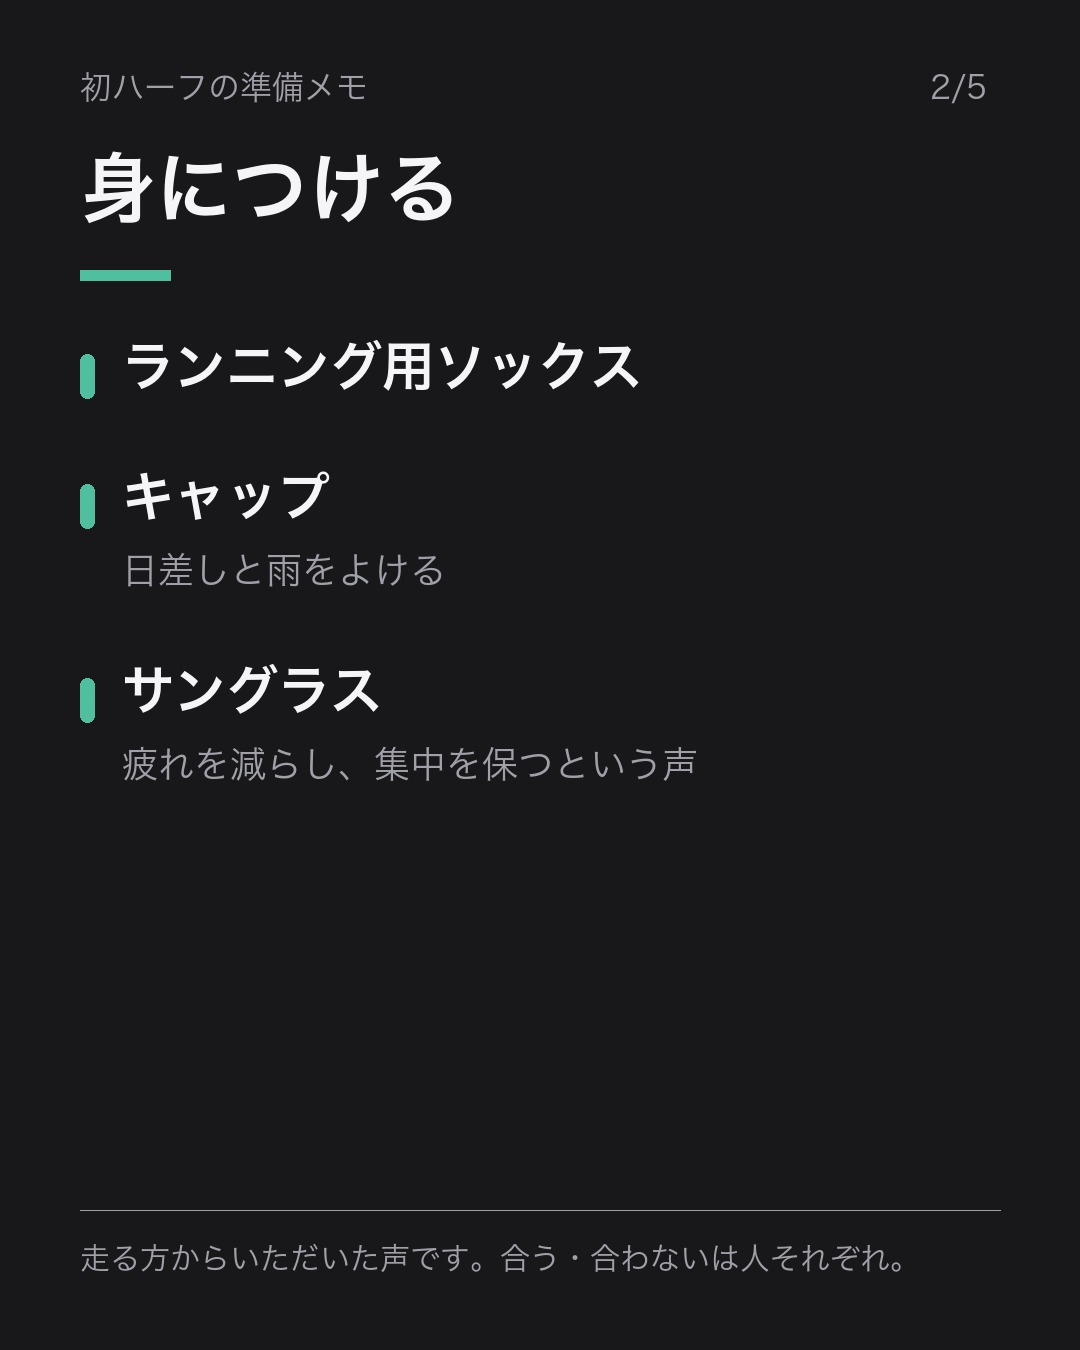 初ハーフの準備メモ
2/5
身につける
ランニング用ソックス
キャップ
日差しと雨をよける
サングラス
疲れを減らし、集中を保つという声
走る方からいただいた声です。合う・合わないは人それぞれ。